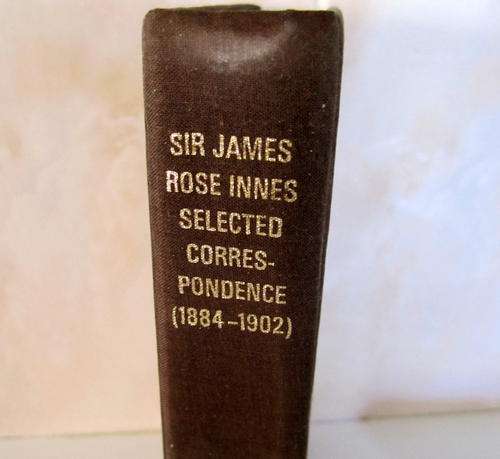 SIR JAMES
ROSE INNES
SELECTED
CORRES-
PONDENCE
(1884-1902)